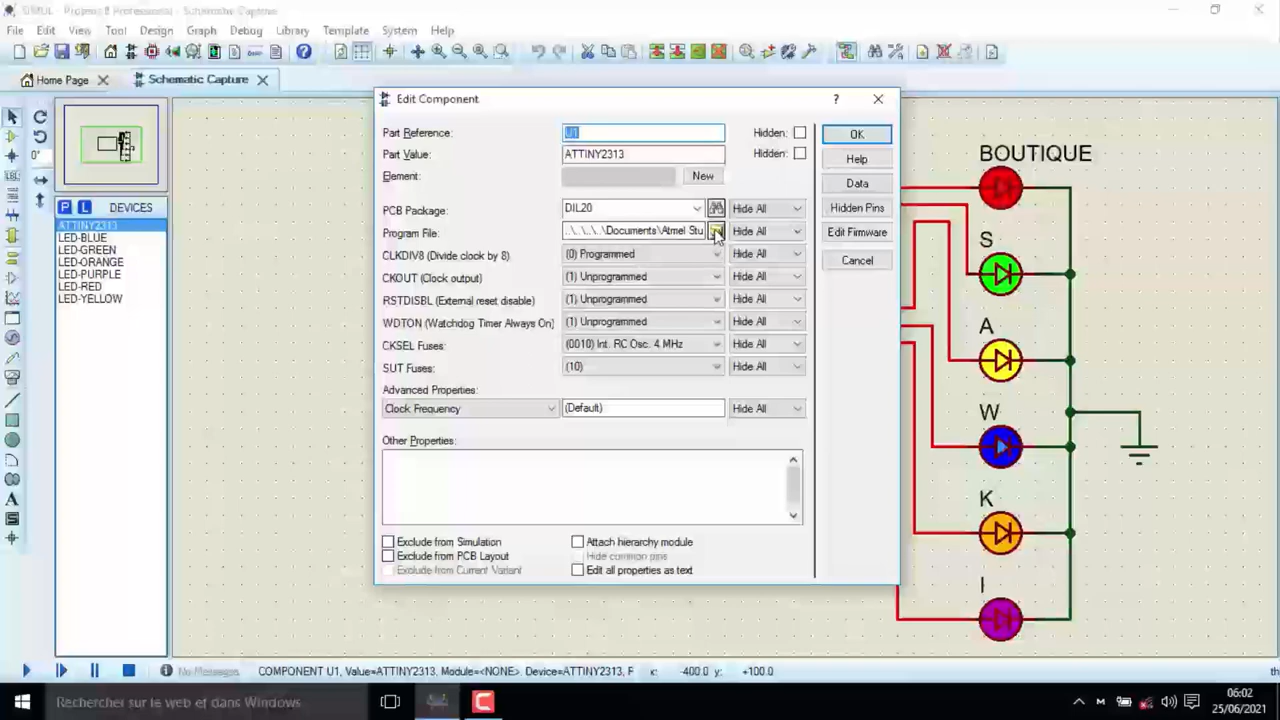 File Edit View Tool Design Graph Debug Library Template System Help
Home Page
Schematic Capture
Edit Component
Part Reference: U1 Hidden:
Part Value: ATTINY2313 Hidden:
Element: New
PCB Package: DIL20 Hide All
Program File: ..\..\..\..\Documents\Atmel Stu Hide All
CLKDIV8 (Divide clock by 8) (0) Programmed Hide All
CKOUT (Clock output) (1) Unprogrammed Hide All
RSTDISBL (External reset disable) (1) Unprogrammed Hide All
WDTON (Watchdog Timer Always On) (1) Unprogrammed Hide All
CKSEL Fuses: (0010) Int. RC Osc. 4 MHz Hide All
SUT Fuses: (10) Hide All
Advanced Properties:
Clock Frequency (Default) Hide All
Other Properties:
Exclude from Simulation
Exclude from PCB Layout
Exclude from Current Variant
Attach hierarchy module
Hide common pins
Edit all properties as text
OK
Help
Data
Hidden Pins
Edit Firmware
Cancel
0°
P L DEVICES
ATTINY2313
LED-BLUE
LED-GREEN
LED-ORANGE
LED-PURPLE
LED-RED
LED-YELLOW
BOUTIQUE
S
A
W
K
I
No Messages COMPONENT U1, Value=ATTINY2313, Module=<NONE>, Device=ATTINY2313, x: -400.0 y: +100.0 th
Rechercher sur le web et dans Windows
06:02
25/06/2021